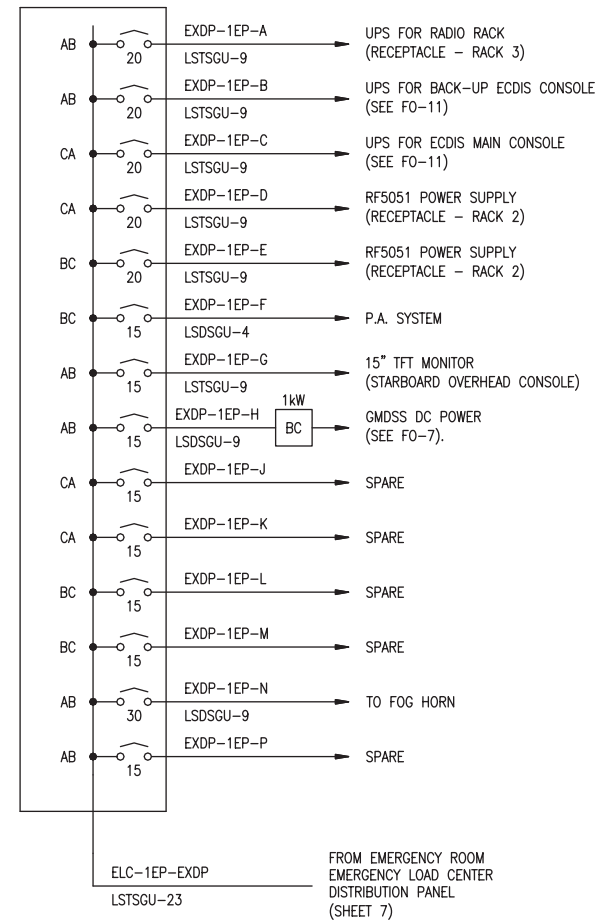 AB
20
EXDP-1EP-A
LSTSGU-9
UPS FOR RADIO RACK
(RECEPTACLE - RACK 3)
AB
20
EXDP-1EP-B
LSTSGU-9
UPS FOR BACK-UP ECDIS CONSOLE
(SEE FO-11)
CA
20
EXDP-1EP-C
LSTSGU-9
UPS FOR ECDIS MAIN CONSOLE
(SEE FO-11)
CA
20
EXDP-1EP-D
LSTSGU-9
RF5051 POWER SUPPLY
(RECEPTACLE - RACK 2)
BC
20
EXDP-1EP-E
LSTSGU-9
RF5051 POWER SUPPLY
(RECEPTACLE - RACK 2)
BC
15
EXDP-1EP-F
LSDSGU-4
P.A. SYSTEM
AB
15
EXDP-1EP-G
LSTSGU-9
15" TFT MONITOR
(STARBOARD OVERHEAD CONSOLE)
AB
15
EXDP-1EP-H
LSDSGU-9
1kW
BC
GMDSS DC POWER
(SEE FO-7).
CA
15
EXDP-1EP-J
SPARE
CA
15
EXDP-1EP-K
SPARE
BC
15
EXDP-1EP-L
SPARE
BC
15
EXDP-1EP-M
SPARE
AB
30
EXDP-1EP-N
LSDSGU-9
TO FOG HORN
AB
15
EXDP-1EP-P
SPARE
ELC-1EP-EXDP
LSTSGU-23
FROM EMERGENCY ROOM
EMERGENCY LOAD CENTER
DISTRIBUTION PANEL
(SHEET 7)